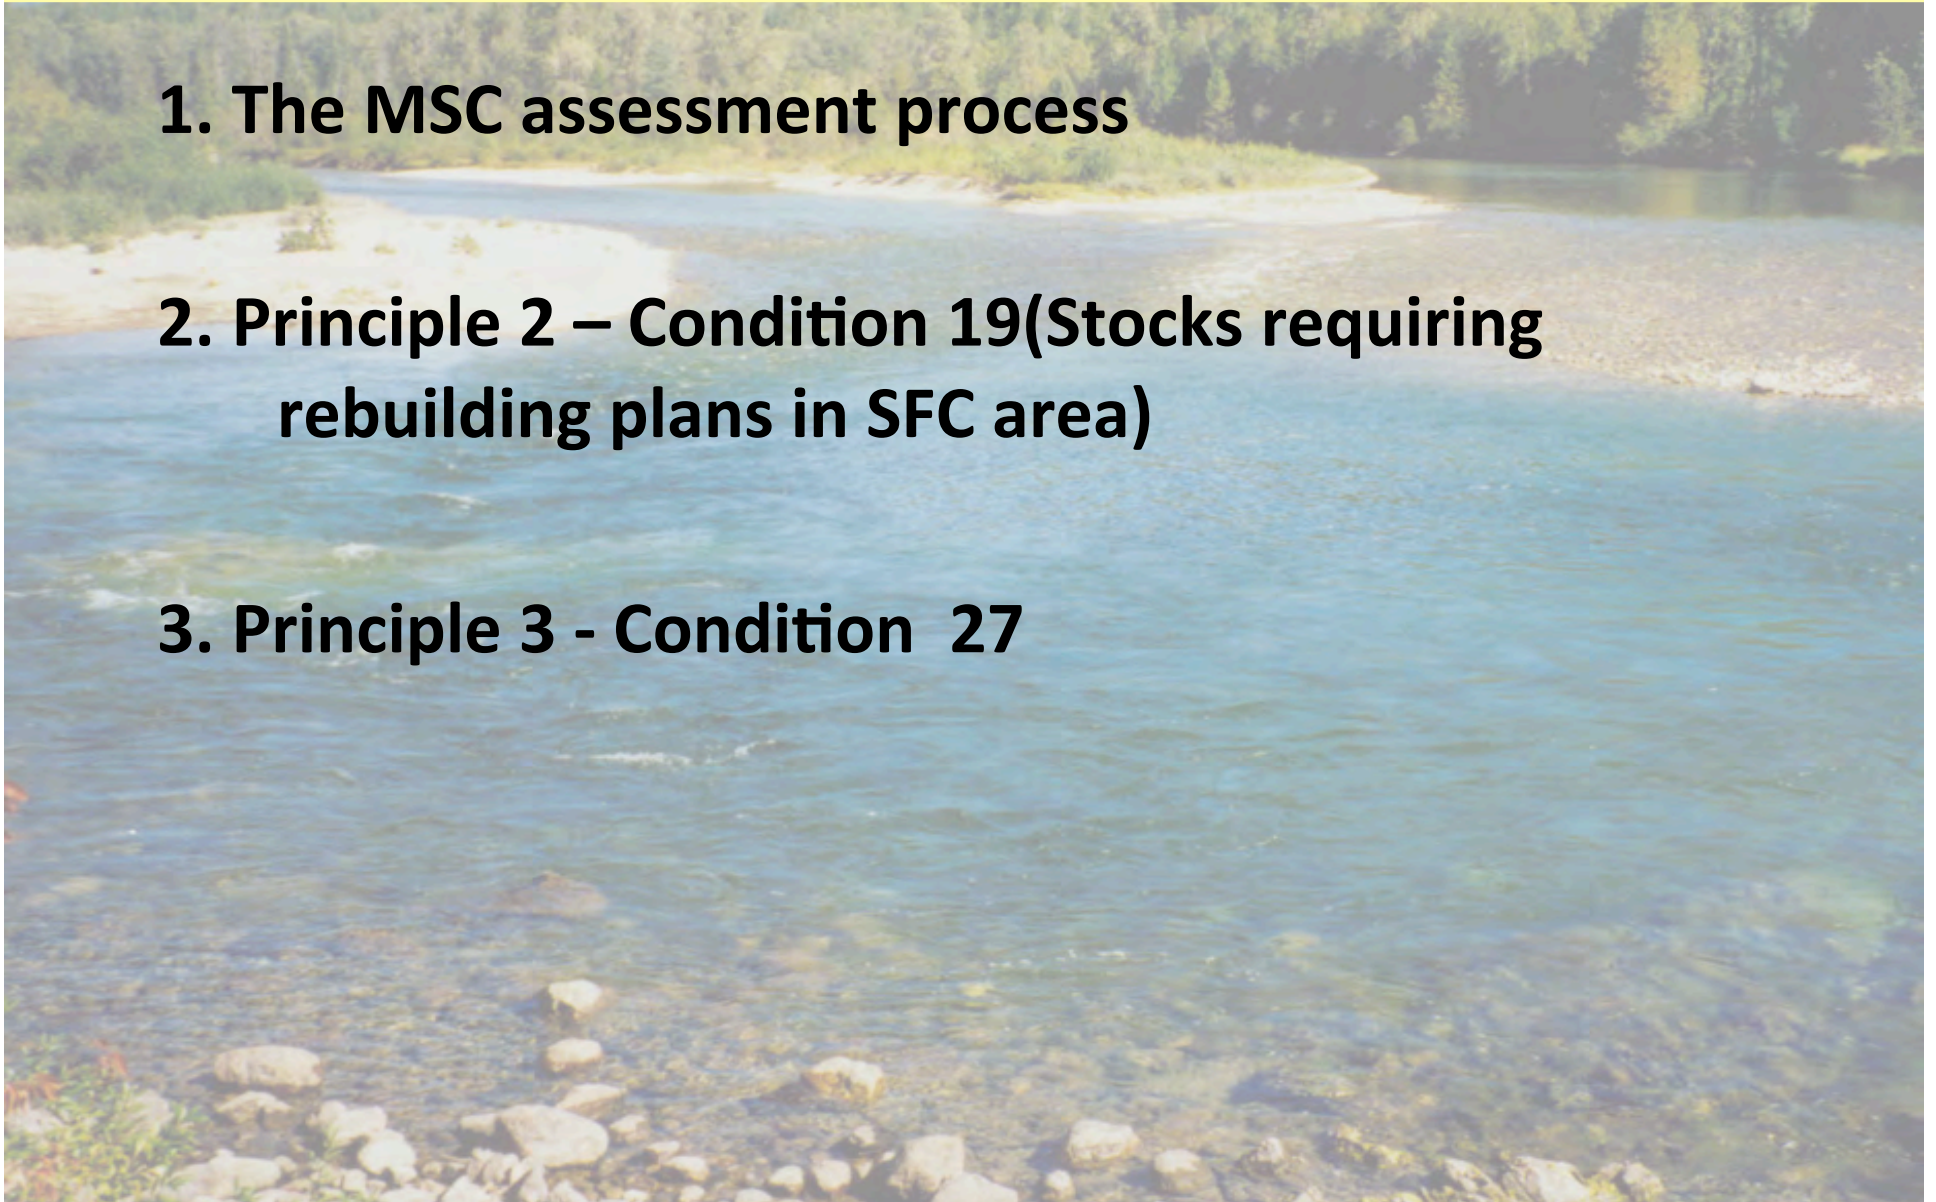 1. The MSC assessment process
2. Principle 2 – Condition 19(Stocks requiring
rebuilding plans in SFC area)
3. Principle 3 - Condition  27